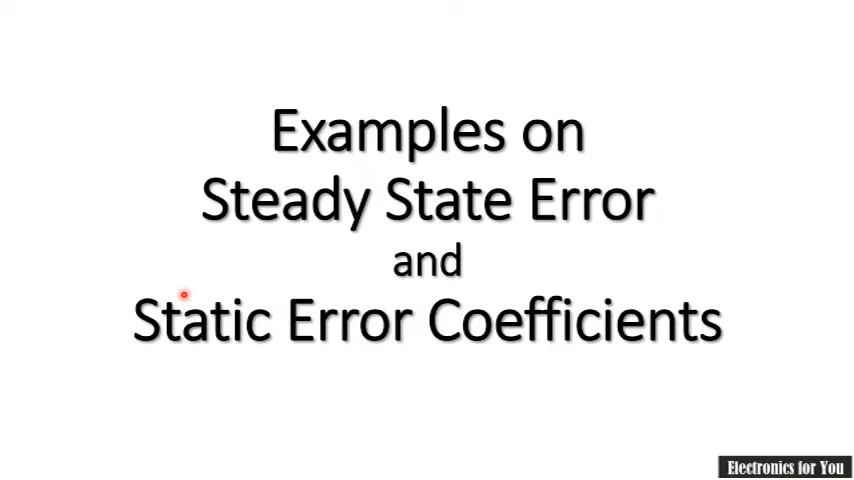 Examples on
Steady State Error
and
Static Error Coefficients
Electronics for You